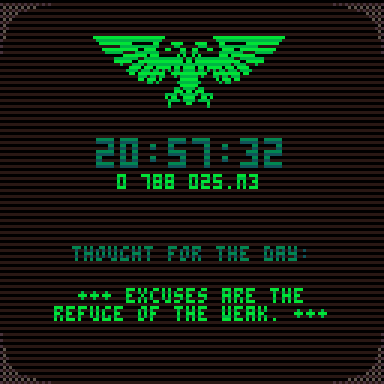 20:57:32
0 788 025.M3
THOUGHT FOR THE DAY:
+++ EXCUSES ARE THE
REFUGE OF THE WEAK. +++